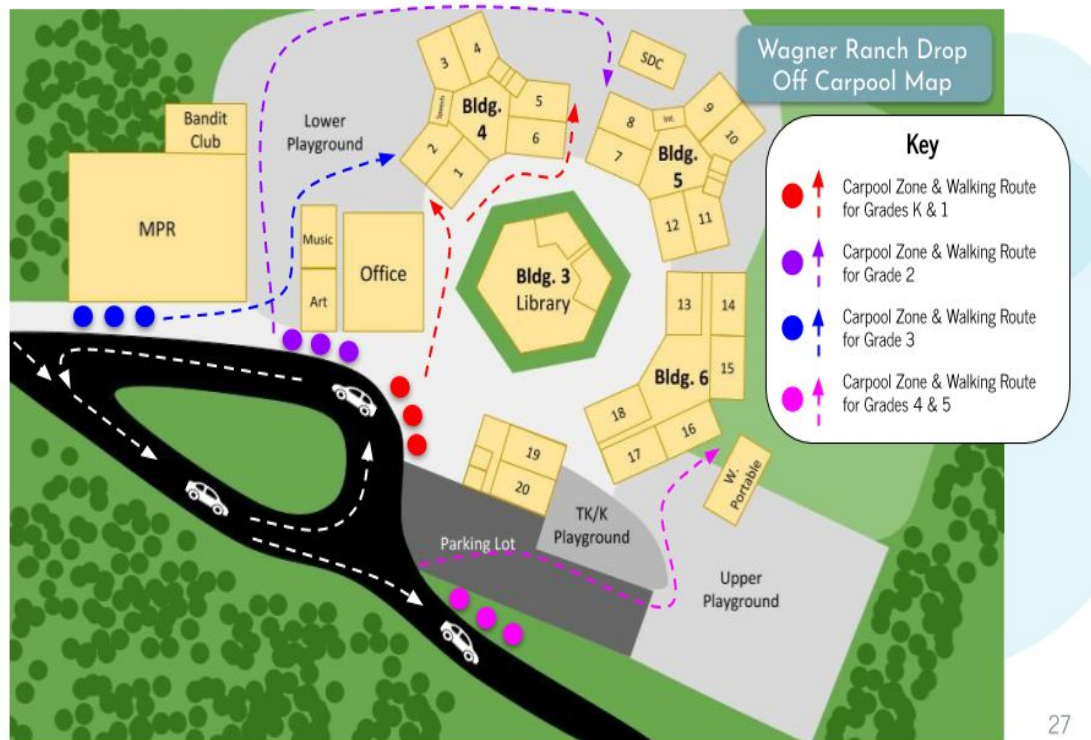 Wagner Ranch Drop
Off Carpool Map
Key
Carpool Zone & Walking Route
for Grades K & 1
Carpool Zone & Walking Route
for Grade 2
Carpool Zone & Walking Route
for Grade 3
Carpool Zone & Walking Route
for Grades 4 & 5
Bandit
Club
MPR
Lower
Playground
Music
Art
Office
3
4
Speech
Bldg.
4
5
6
2
1
SDC
8
Int.
9
10
7
Bldg.
5
12
11
Bldg. 3
Library
13
14
15
Bldg. 6
18
17
16
19
20
W.
Portable
TK/K
Playground
Parking Lot
Upper
Playground
27